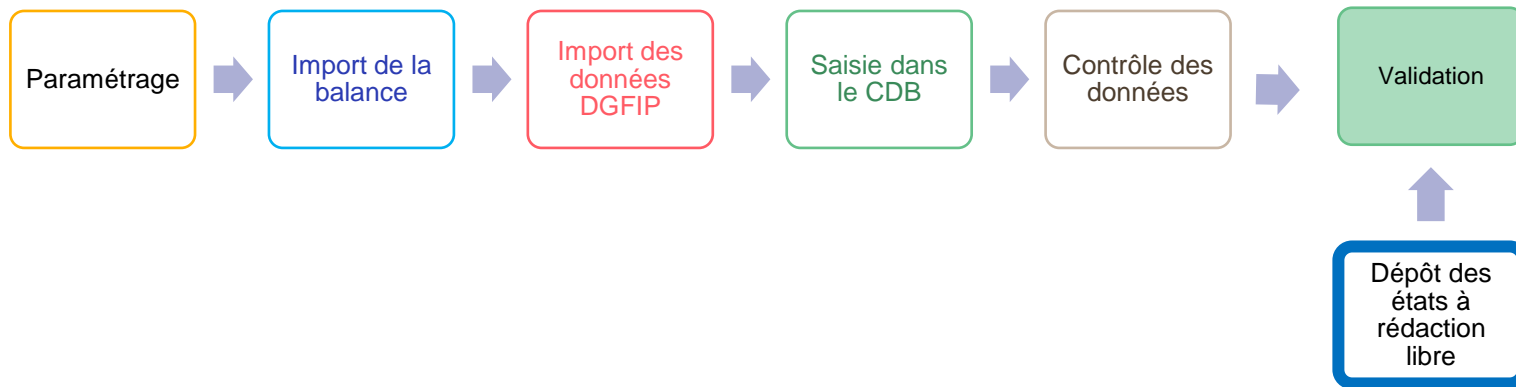 Paramétrage
Import de la
balance
Import des
données
DGFIP
Saisie dans
le CDB
Contrôle des
données
Validation
Dépôt des
états à
rédaction
libre